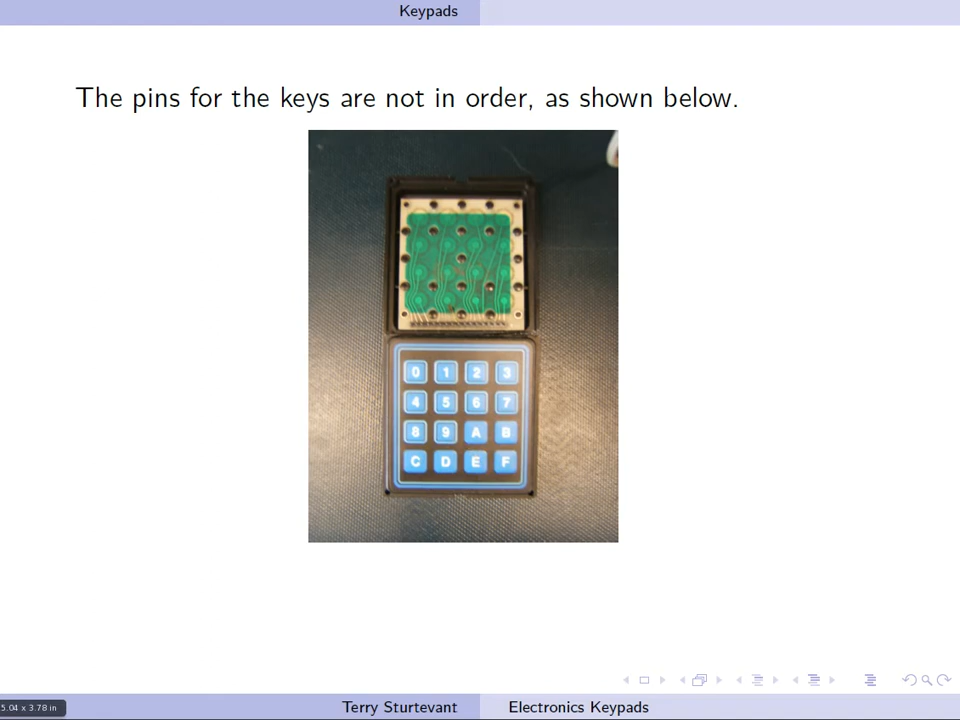 Keypads
The pins for the keys are not in order, as shown below.
0 1 2 3
4 5 6 7
8 9 A B
C D E F
5.04 x 3.78 in
Terry Sturtevant
Electronics Keypads